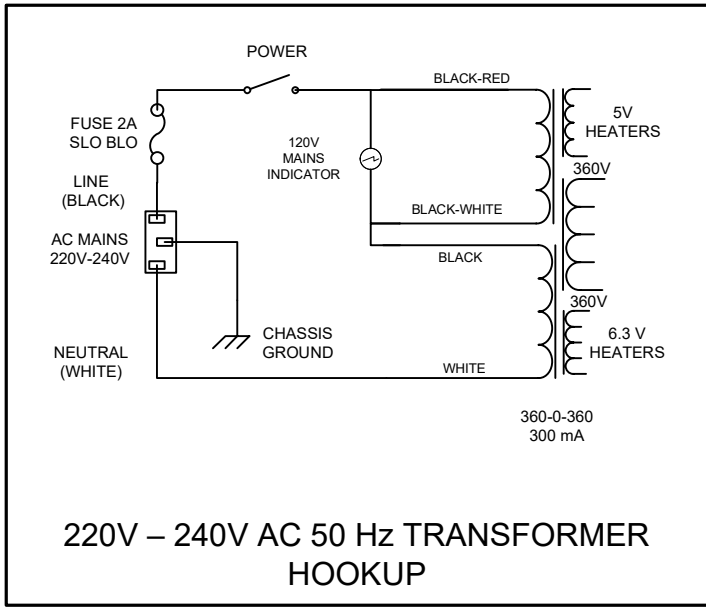 POWER
BLACK-RED
FUSE 2A
SLO BLO
5V
HEATERS
120V
MAINS
INDICATOR
360V
LINE
(BLACK)
BLACK-WHITE
AC MAINS
220V-240V
BLACK
360V
CHASSIS
GROUND
6.3 V
HEATERS
NEUTRAL
(WHITE)
WHITE
360-0-360
300 mA
220V – 240V AC 50 Hz TRANSFORMER
HOOKUP